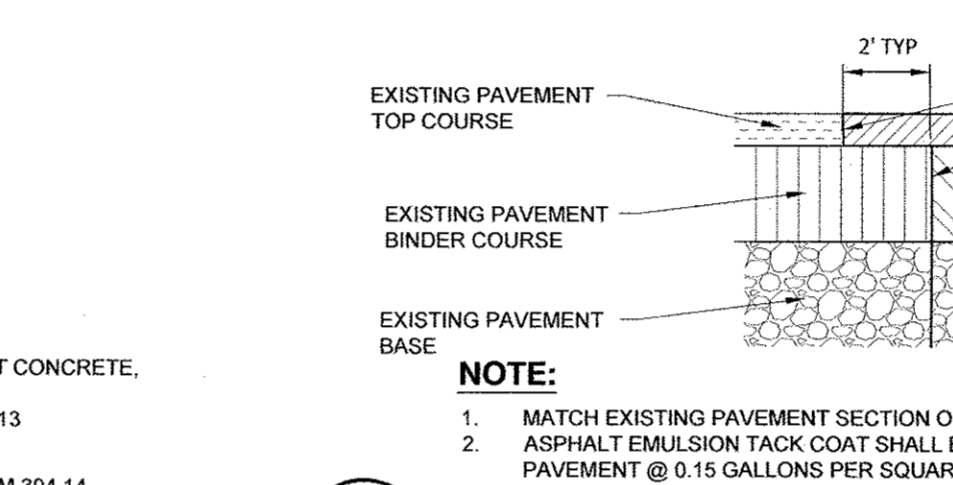 2' TYP
EXISTING PAVEMENT
TOP COURSE
EXISTING PAVEMENT
BINDER COURSE
EXISTING PAVEMENT
BASE
CONCRETE,
13
NOTE:
1. MATCH EXISTING PAVEMENT SECTION
2. ASPHALT EMULSION TACK COAT SHALL
PAVEMENT @ 0.15 GALLONS PER